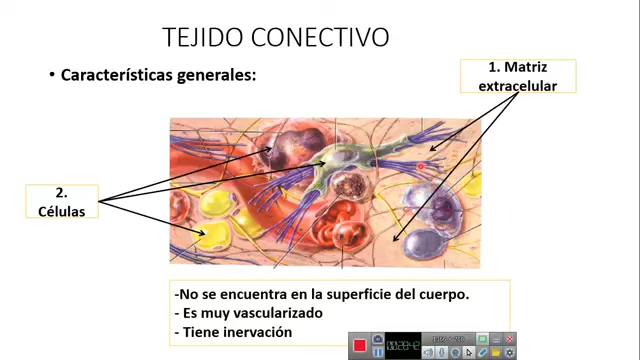 TEJIDO CONECTIVO
• Características generales:
1. Matriz
extracelular
2.
Células
-No se encuentra en la superficie del cuerpo.
- Es muy vascularizado
- Tiene inervación